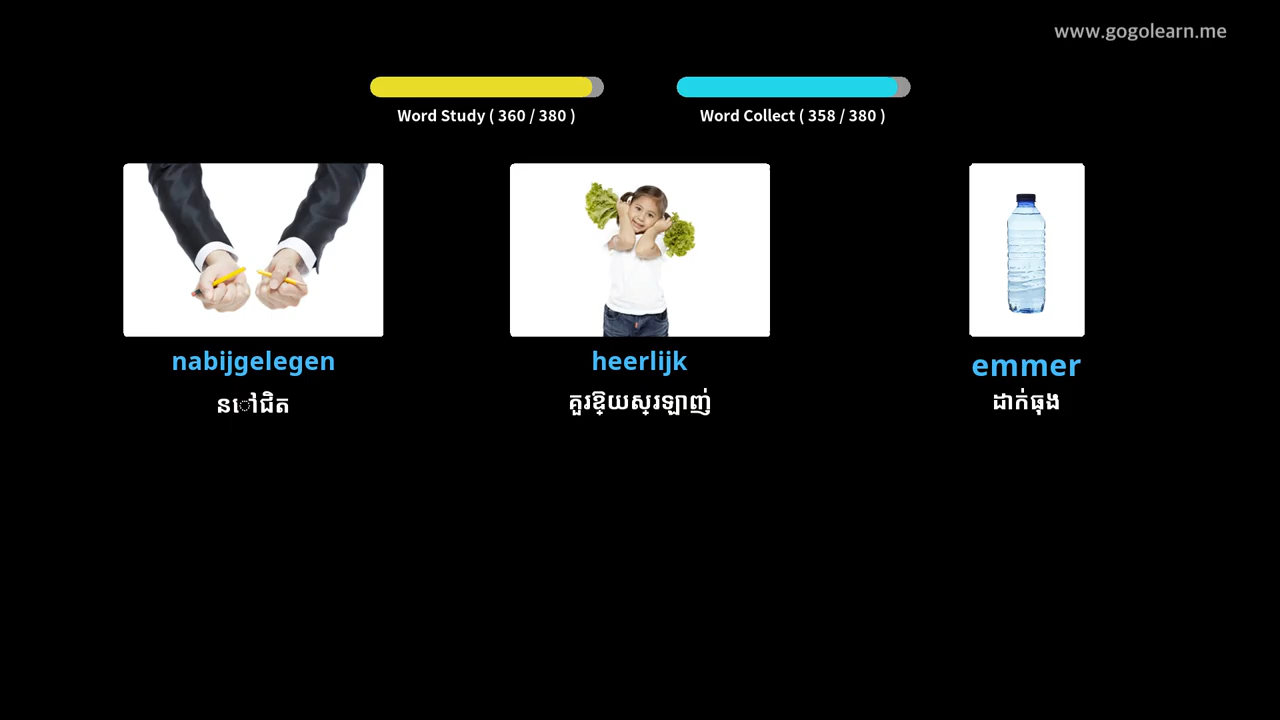 www.gogolearn.me
Word Study ( 360 / 380 )
Word Collect ( 358 / 380 )
nabijgelegen
heerlijk
emmer
នៅជិត
គួរឱ្យស្រឡាញ់
ដាក់ធុង